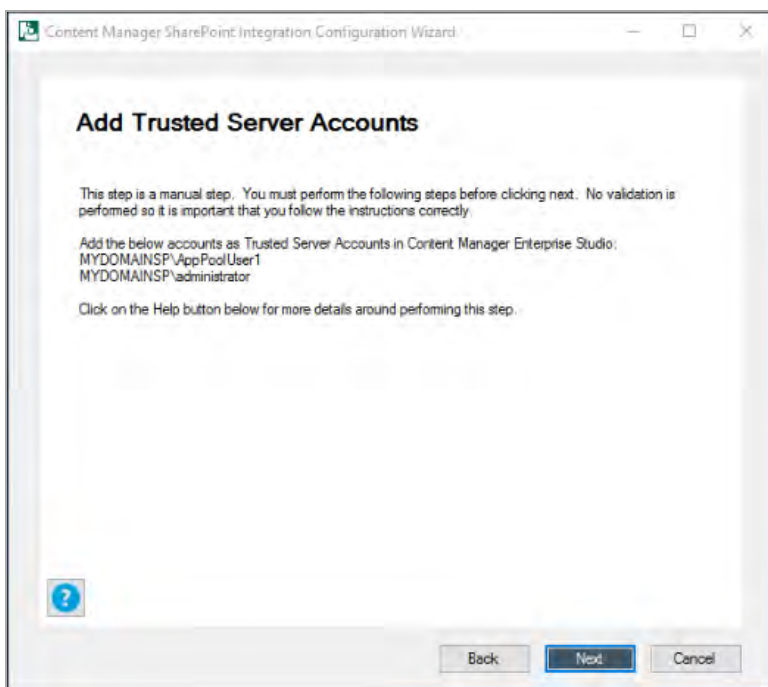 Content Manager SharePoint Integration Configuration Wizard
Add Trusted Server Accounts
This step is a manual step. You must perform the following steps before clicking next. No validation is
performed so it is important that you follow the instructions correctly
Add the below accounts as Trusted Server Accounts in Content Manager Enterprise Studio:
MYDOMAINSP\AppPoolUser1
MYDOMAINSP\administrator
Click on the Help button below for more details around performing this step.
?
Back Next Cancel